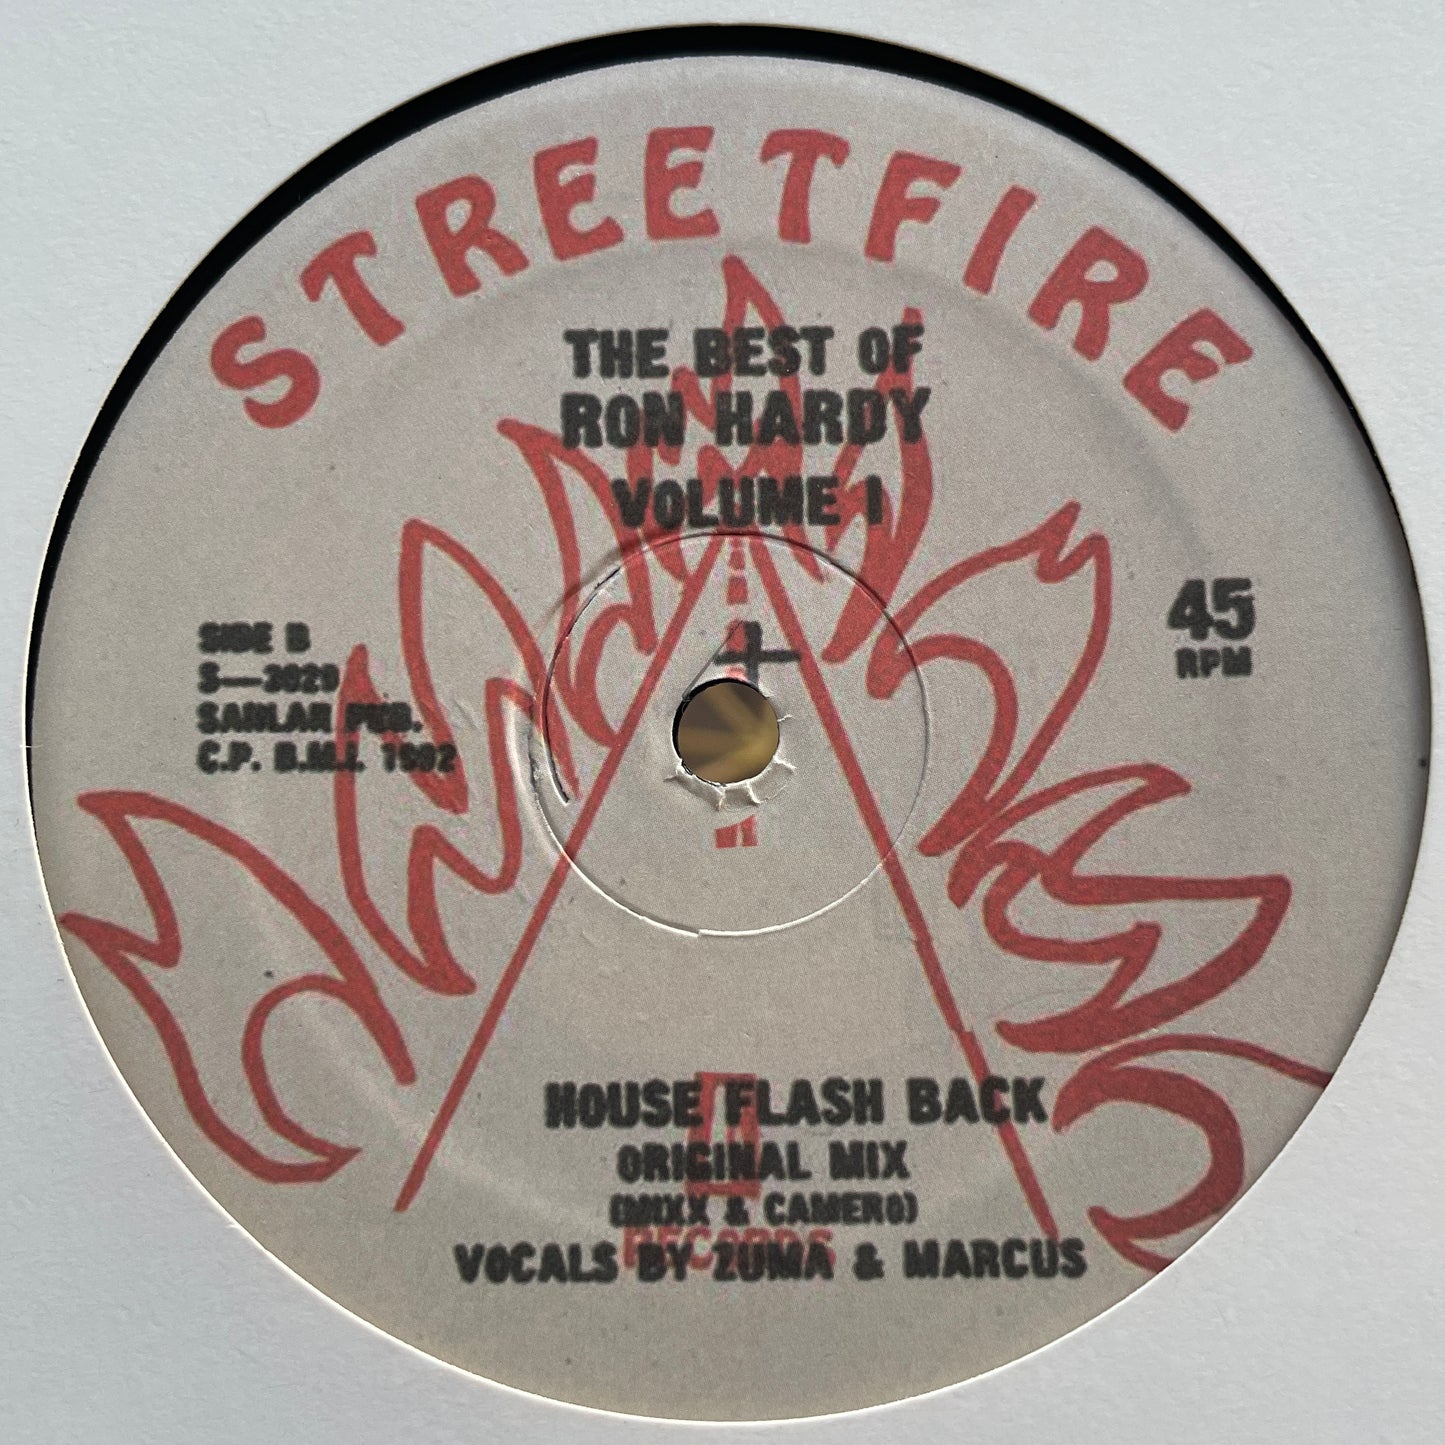 STREETFIRE
THE BEST OF
RON HARDY
VOLUME I
SIDE B
S—3029
SANLAR PUB.
C.P. B.M.I. 1992
45
RPM
HOUSE FLASH BACK
ORIGINAL MIX
(MIXX & CAMERO)
RECORDS
VOCALS BY ZUMA & MARCUS